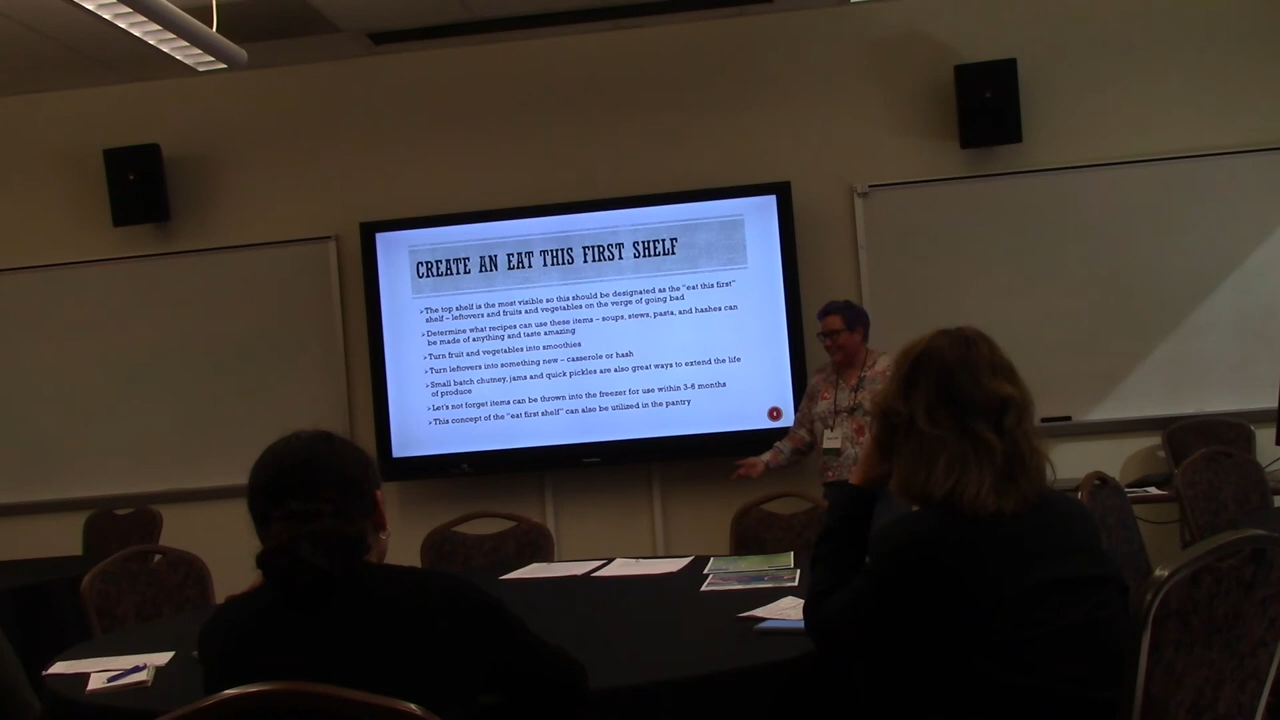 CREATE AN EAT THIS FIRST SHELF
➢The top shelf is the most visible so this should be designated as the "eat this first"
shelf – leftovers and fruits and vegetables on the verge of going bad
➢Determine what recipes can use these items – soups, stews, pasta, and hashes can
be made of anything and taste amazing
➢Turn fruit and vegetables into smoothies
➢Turn leftovers into something new – casserole or hash
➢Small batch chutney, jams and quick pickles are also great ways to extend the life
of produce
➢Let's not forget items can be thrown into the freezer for use within 3-6 months
➢This concept of the "eat first shelf" can also be utilized in the pantry